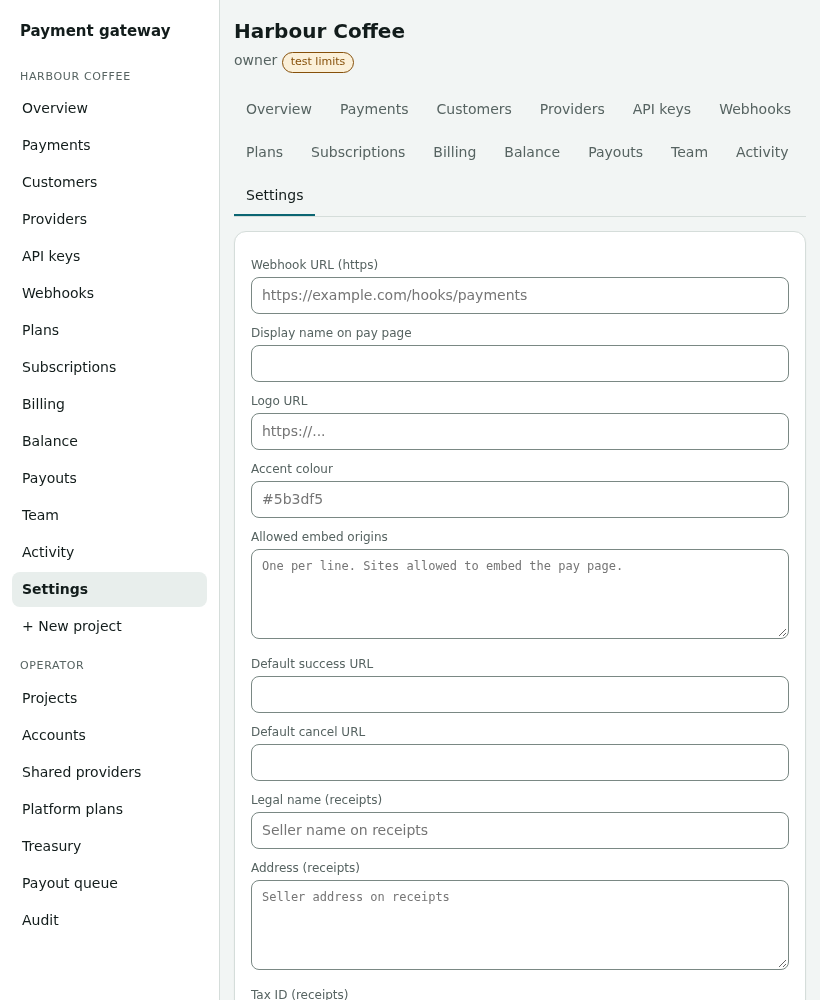 Payment gateway
HARBOUR COFFEE
Overview
Payments
Customers
Providers
API keys
Webhooks
Plans
Subscriptions
Billing
Balance
Payouts
Team
Activity
Settings
+ New project
OPERATOR
Projects
Accounts
Shared providers
Platform plans
Treasury
Payout queue
Audit
Harbour Coffee
owner test limits
Overview Payments Customers Providers API keys Webhooks
Plans Subscriptions Billing Balance Payouts Team Activity
Settings
Webhook URL (https)
https://example.com/hooks/payments
Display name on pay page
Logo URL
https://...
Accent colour
#5b3df5
Allowed embed origins
One per line. Sites allowed to embed the pay page.
Default success URL
Default cancel URL
Legal name (receipts)
Seller name on receipts
Address (receipts)
Seller address on receipts
Tax ID (receipts)